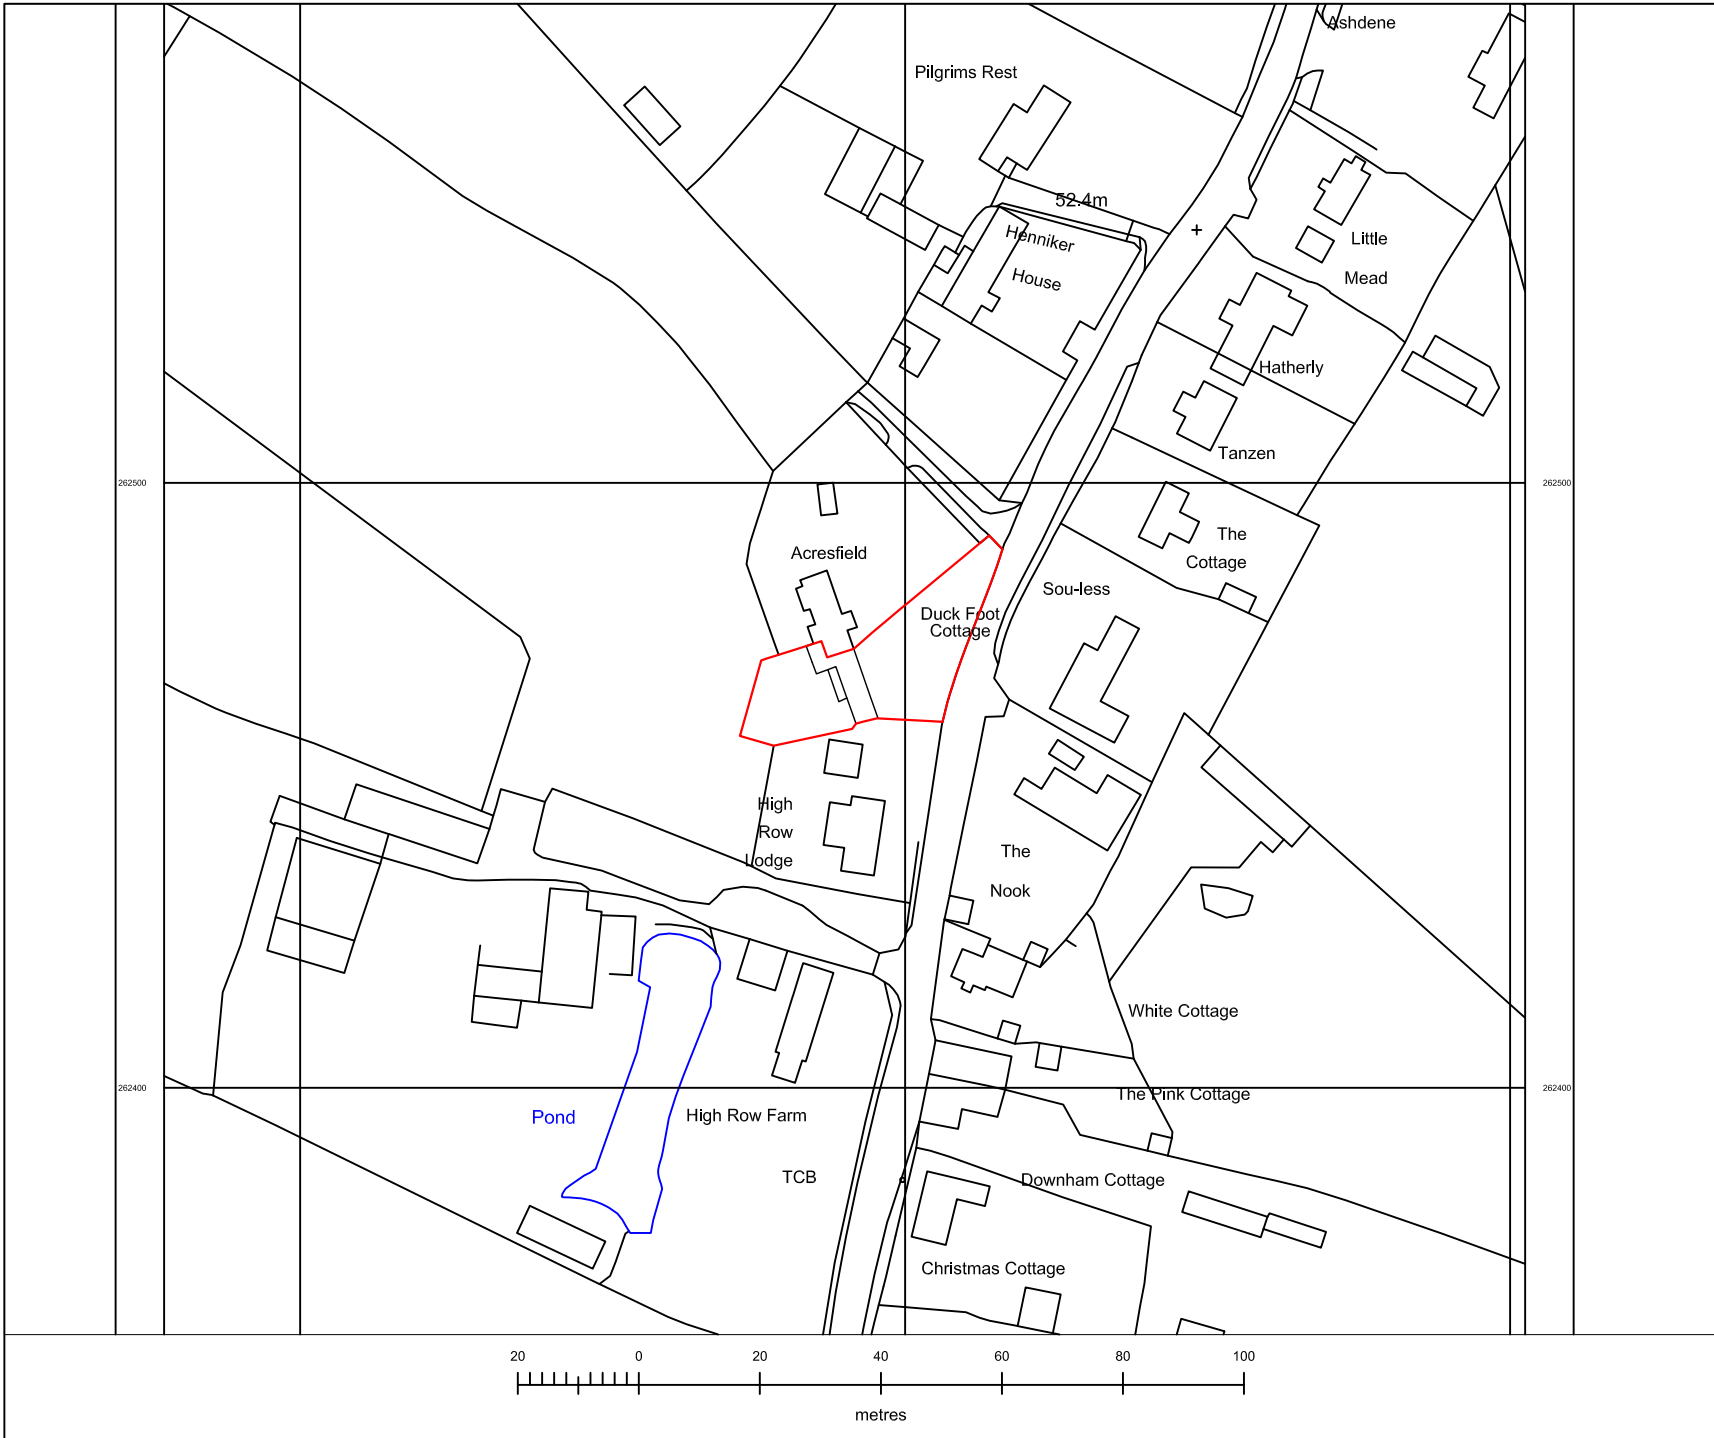 Ashdene
Pilgrims Rest
52.4m
Henniker
House
Little
Mead
Hatherly
Tanzen
262500
262500
The
Cottage
Acresfield
Sou-less
Duck Foot
Cottage
High
Row
Lodge
The
Nook
White Cottage
262400
262400
The Pink Cottage
Pond
High Row Farm
TCB
Downham Cottage
Christmas Cottage
20 0 20 40 60 80 100
metres